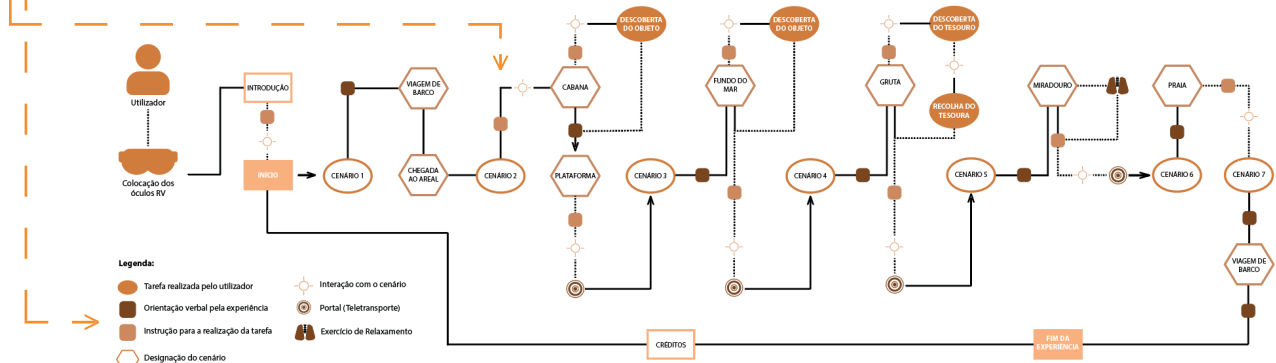 DESCOBERTA
DO OBJETO
DESCOBERTA
DO OBJETO
DESCOBERTA
DO TESOURO
Utilizador
INTRODUÇÃO
VIAGEM DE
BARCO
CABANA
FUNDO DO
MAR
GRUTA
RECOLHA DO
TESOURA
MIRADOURO
PRAIA
Colocação dos
óculos RV
INÍCIO
CENÁRIO 1
CHEGADA
AO AREAL
CENÁRIO 2
PLATAFORMA
CENÁRIO 3
CENÁRIO 4
CENÁRIO 5
CENÁRIO 6
CENÁRIO 7
VIAGEM DE
BARCO
Legenda:
Tarefa realizada pelo utilizador
Orientação verbal pela experiência
Instrução para a realização da tarefa
Designação do cenário
Interação com o cenário
Portal (Teletransporte)
Exercício de Relaxamento
CRÉDITOS
FIM DA
EXPERIÊNCIA